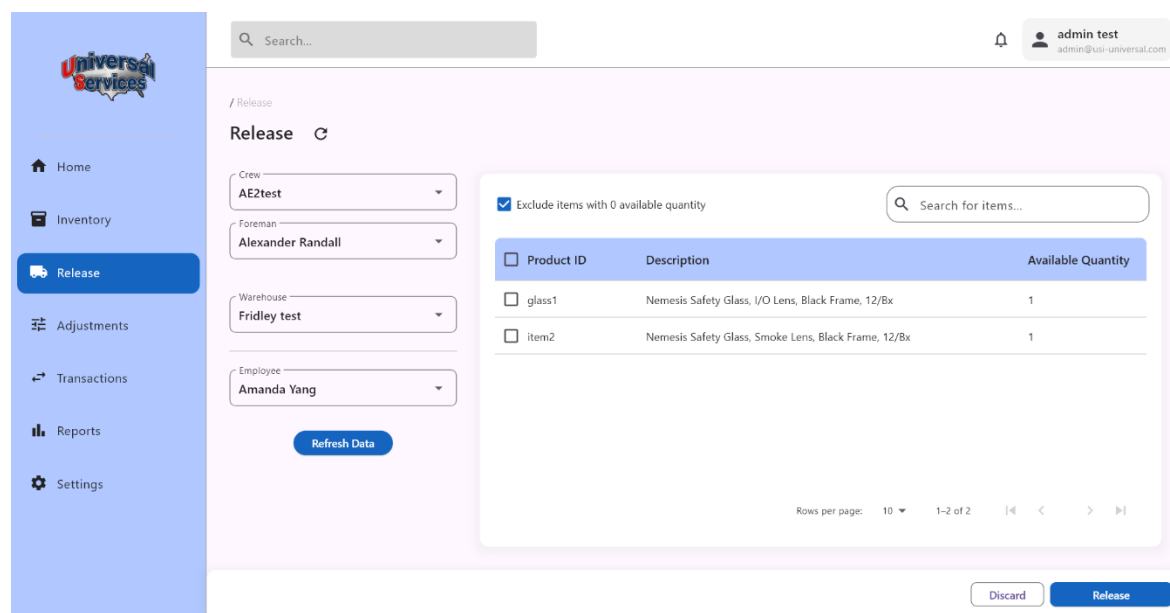 Universal
Services
Search...
admin test
admin@usi-universal.com
/ Release
Release
Home
Inventory
Release
Adjustments
Transactions
Reports
Settings
Crew
AE2test
Foreman
Alexander Randall
Warehouse
Fridley test
Employee
Amanda Yang
Refresh Data
Exclude items with 0 available quantity
Search for items...
Product ID Description Available Quantity
glass1 Nemesis Safety Glass, I/O Lens, Black Frame, 12/Bx 1
item2 Nemesis Safety Glass, Smoke Lens, Black Frame, 12/Bx 1
Rows per page: 10 1–2 of 2
Discard Release